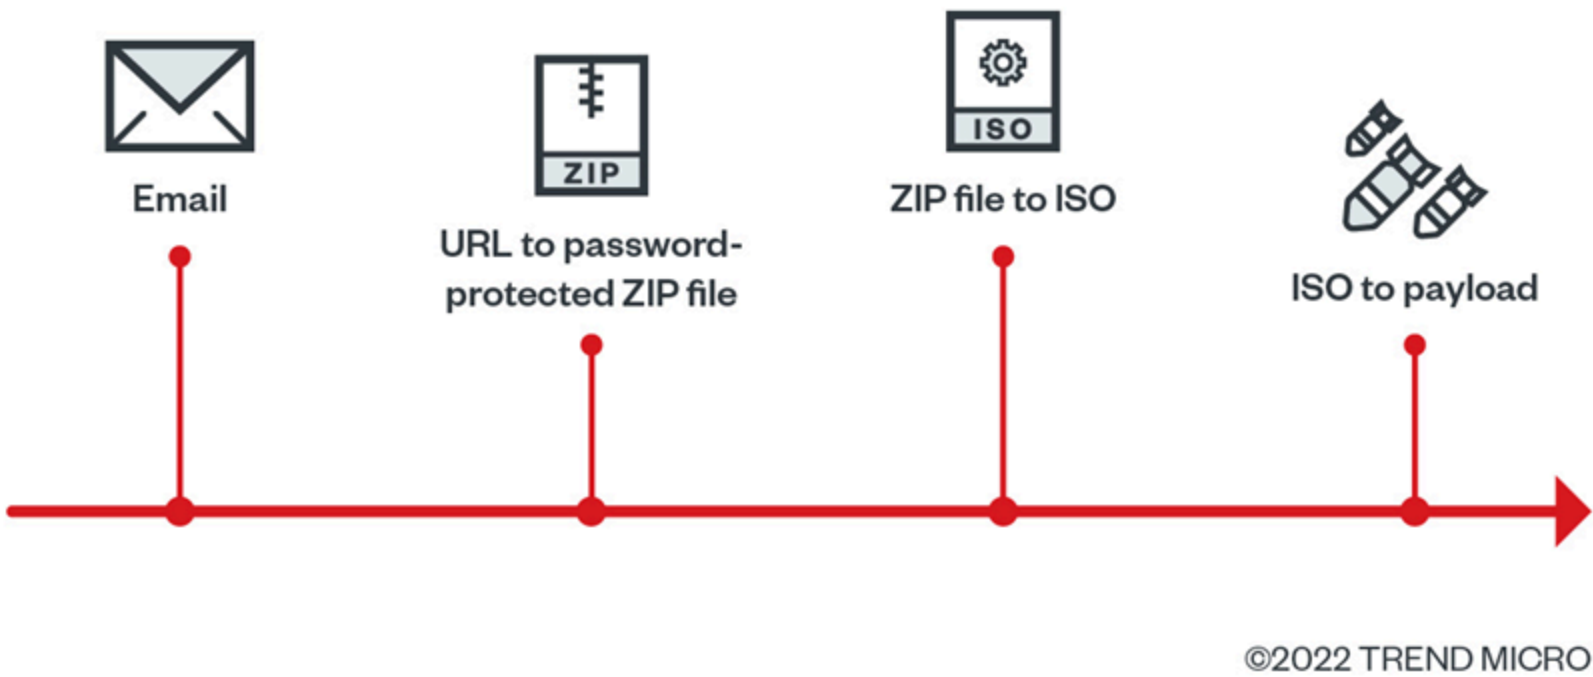 Email
ZIP
URL to password-
protected ZIP file
ISO
ZIP file to ISO
ISO to payload
©2022 TREND MICRO